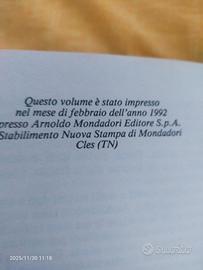 Questo volume è stato impresso
nel mese di febbraio dell'anno 1992
presso Arnoldo Mondadori Editore S.p.A.
Stabilimento Nuova Stampa di Mondadori
Cles (TN)
2025/11/30 11:18
subito